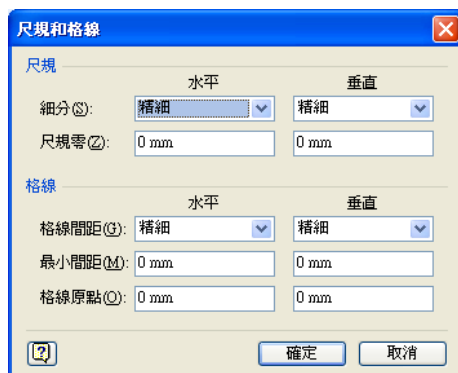 尺規和格線
尺規
水平 垂直
細分(S): 精細 精細
尺規零(Z): 0 mm 0 mm
格線
水平 垂直
格線間距(G): 精細 精細
最小間距(M): 0 mm 0 mm
格線原點(O): 0 mm 0 mm
確定 取消